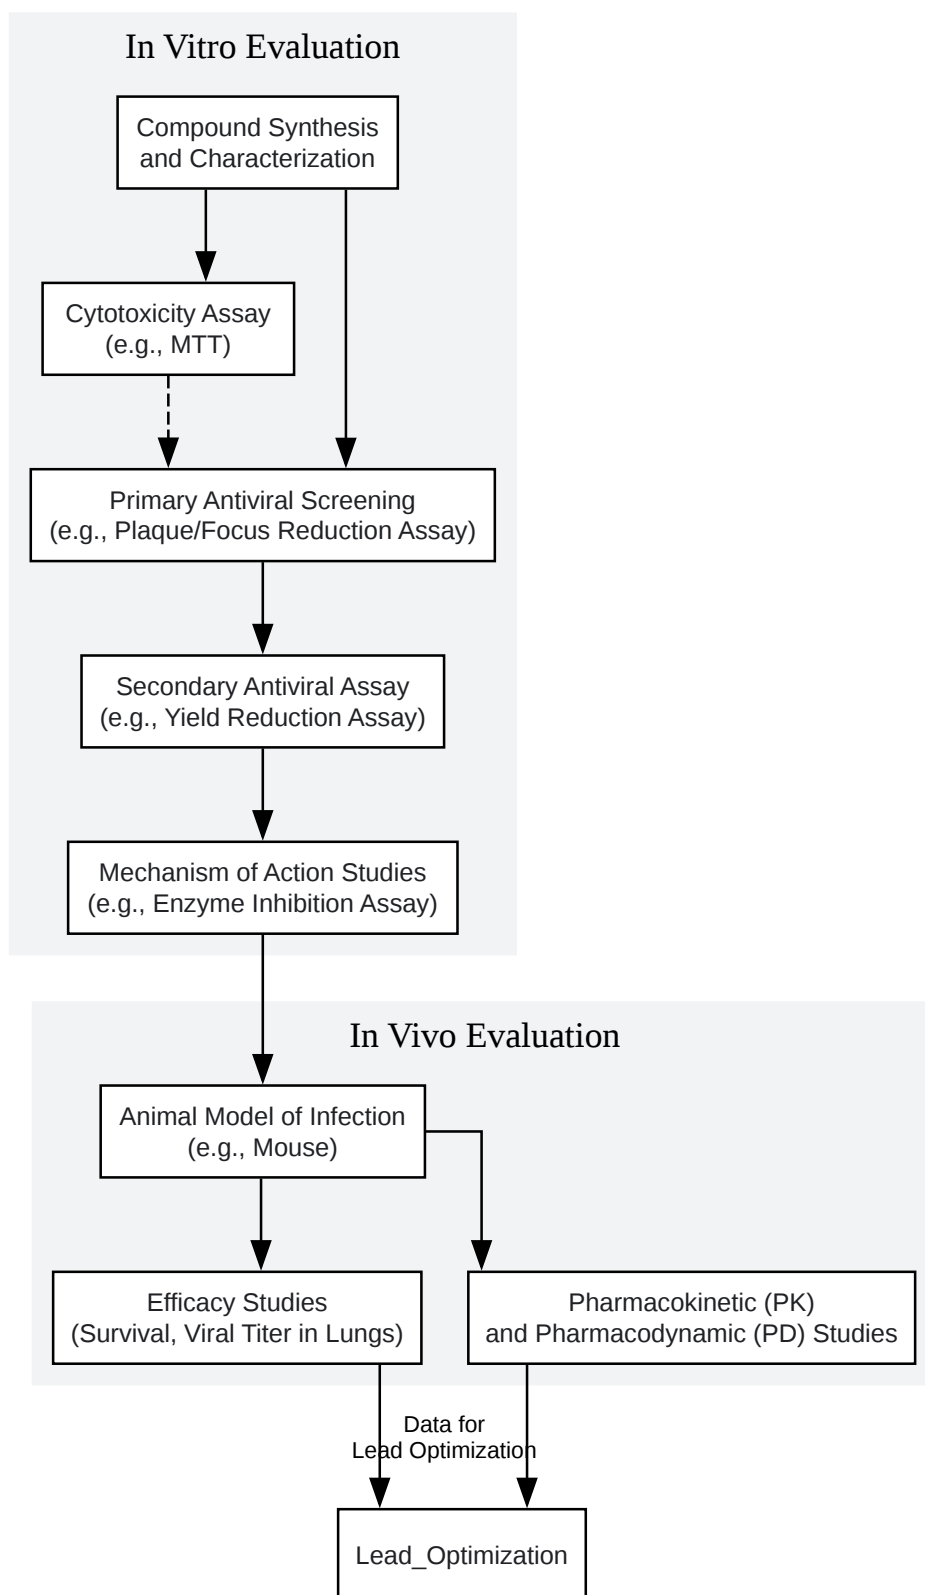 In Vitro Evaluation
Compound Synthesis
and Characterization
Cytotoxicity Assay
(e.g., MTT)
Primary Antiviral Screening
(e.g., Plaque/Focus Reduction Assay)
Secondary Antiviral Assay
(e.g., Yield Reduction Assay)
Mechanism of Action Studies
(e.g., Enzyme Inhibition Assay)
In Vivo Evaluation
Animal Model of Infection
(e.g., Mouse)
Efficacy Studies
(Survival, Viral Titer in Lungs)
Pharmacokinetic (PK)
and Pharmacodynamic (PD) Studies
Data for
Lead Optimization
Lead_Optimization